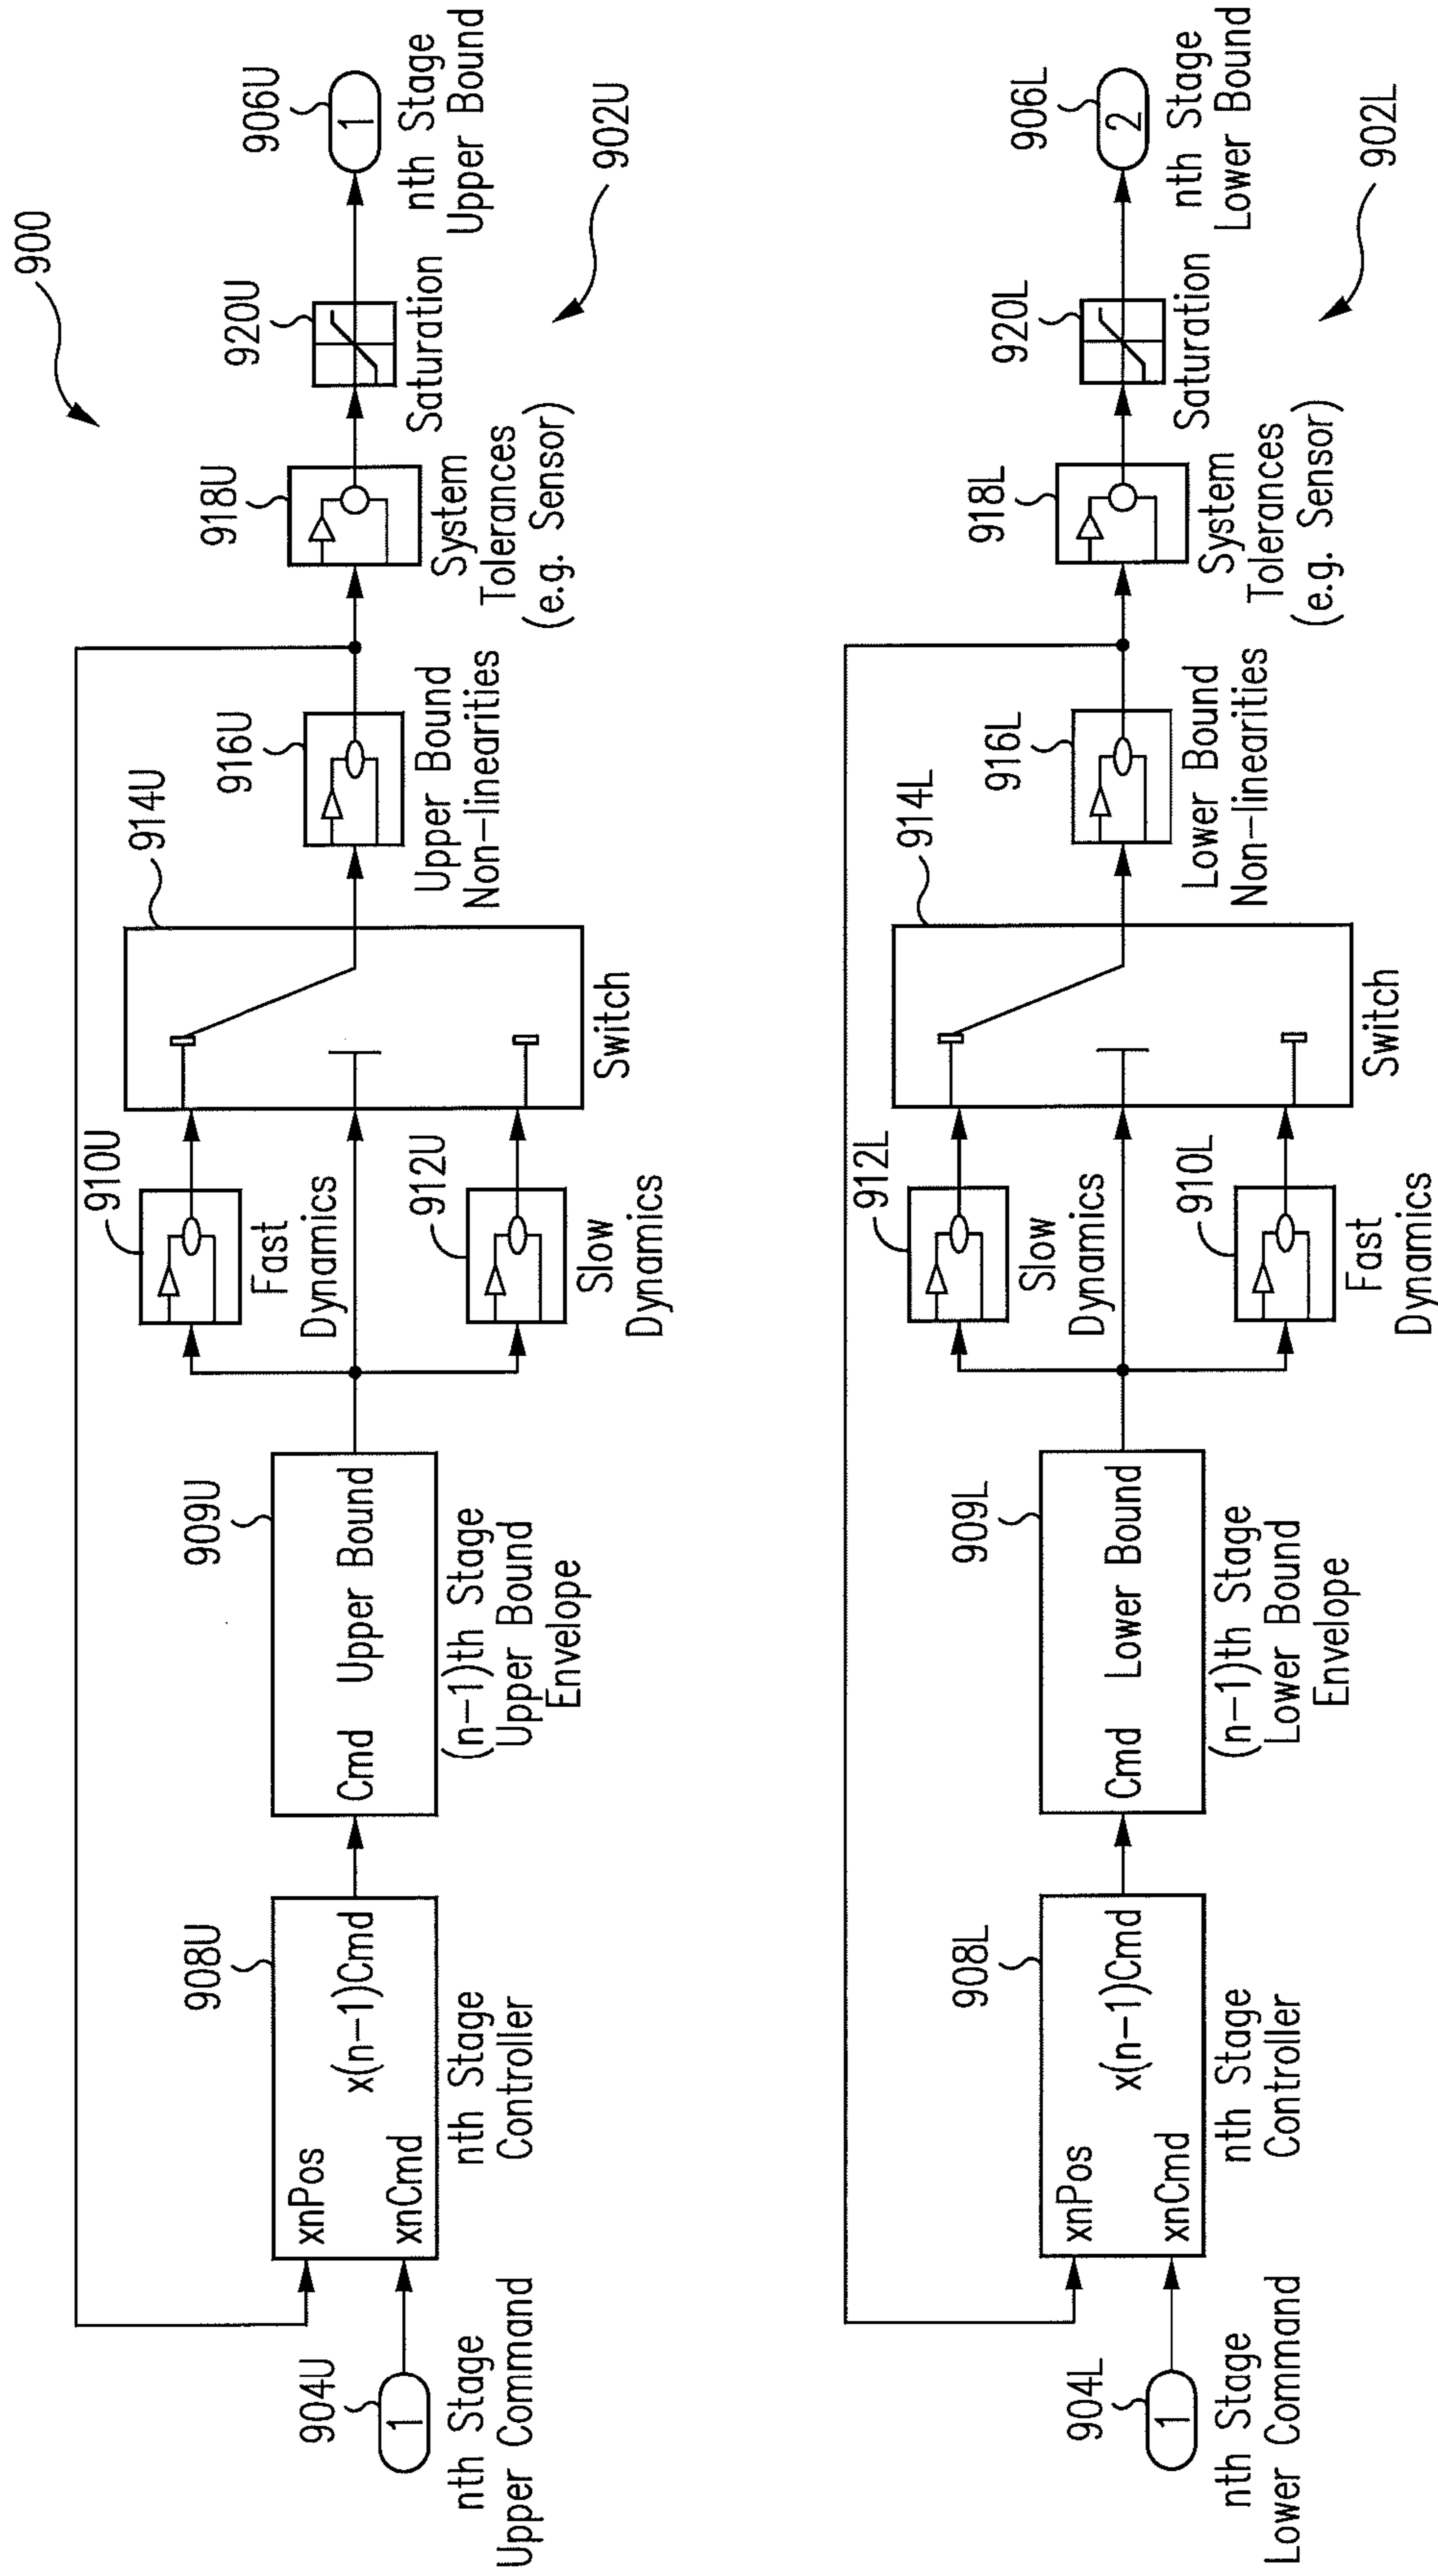 900
904U
1
nth Stage
Upper Command
908U
xnPos
xnCmd
x(n-1)Cmd
nth Stage
Controller
909U
Cmd Upper Bound
(n-1)th Stage
Upper Bound
Envelope
910U
Fast
Dynamics
912U
Slow
Dynamics
914U
Switch
916U
Upper Bound
Non-linearities
918U
System
Tolerances
(e.g. Sensor)
920U
Saturation
906U
1
nth Stage
Upper Bound
902U
904L
1
nth Stage
Lower Command
908L
xnPos
xnCmd
x(n-1)Cmd
nth Stage
Controller
909L
Cmd Lower Bound
(n-1)th Stage
Lower Bound
Envelope
912L
Slow
Dynamics
910L
Fast
Dynamics
914L
Switch
916L
Lower Bound
Non-linearities
918L
System
Tolerances
(e.g. Sensor)
920L
Saturation
906L
2
nth Stage
Lower Bound
902L